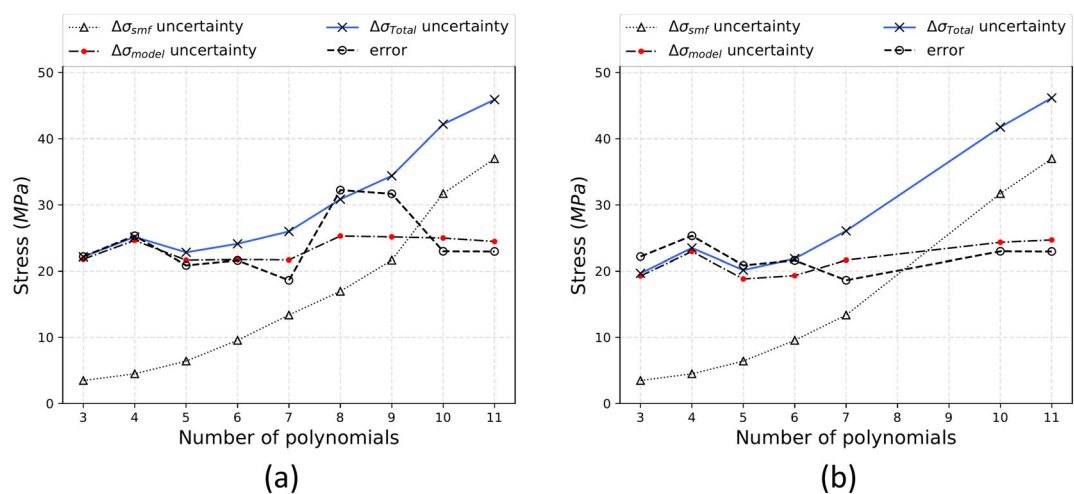 Δσsmf uncertainty ΔσTotal uncertainty
Δσmodel uncertainty error
50
40
30
20
10
0
Stress (MPa)
3 4 5 6 7 8 9 10 11
Number of polynomials
(a)
Δσsmf uncertainty ΔσTotal uncertainty
Δσmodel uncertainty error
50
40
30
20
10
0
Stress (MPa)
3 4 5 6 7 8 9 10 11
Number of polynomials
(b)